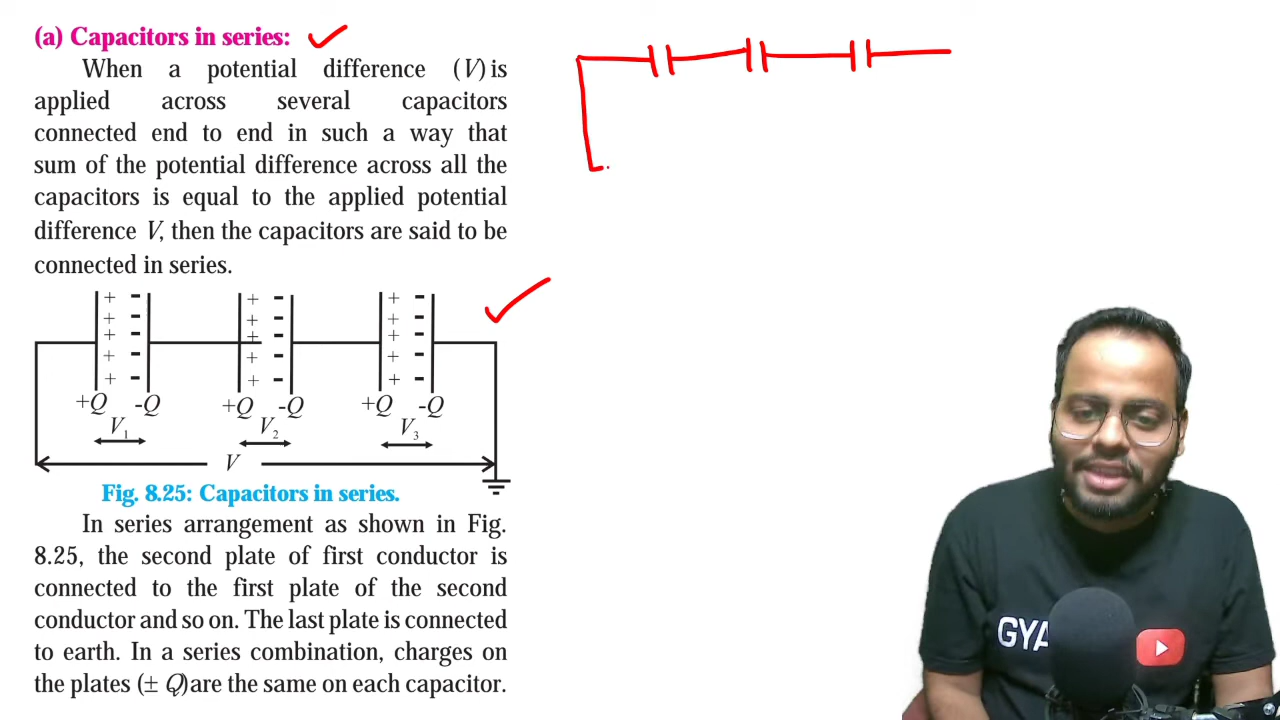 (a) Capacitors in series:
When a potential difference (V) is
applied across several capacitors
connected end to end in such a way that
sum of the potential difference across all the
capacitors is equal to the applied potential
difference V, then the capacitors are said to be
connected in series.
+ - + - + -
+ - + - + -
+ - + - + -
+ - + - + -
+ - + - + -
+Q -Q +Q -Q +Q -Q
V₁ V₂ V₃
V
Fig. 8.25: Capacitors in series.
In series arrangement as shown in Fig.
8.25, the second plate of first conductor is
connected to the first plate of the second
conductor and so on. The last plate is connected
to earth. In a series combination, charges on
the plates (± Q) are the same on each capacitor.